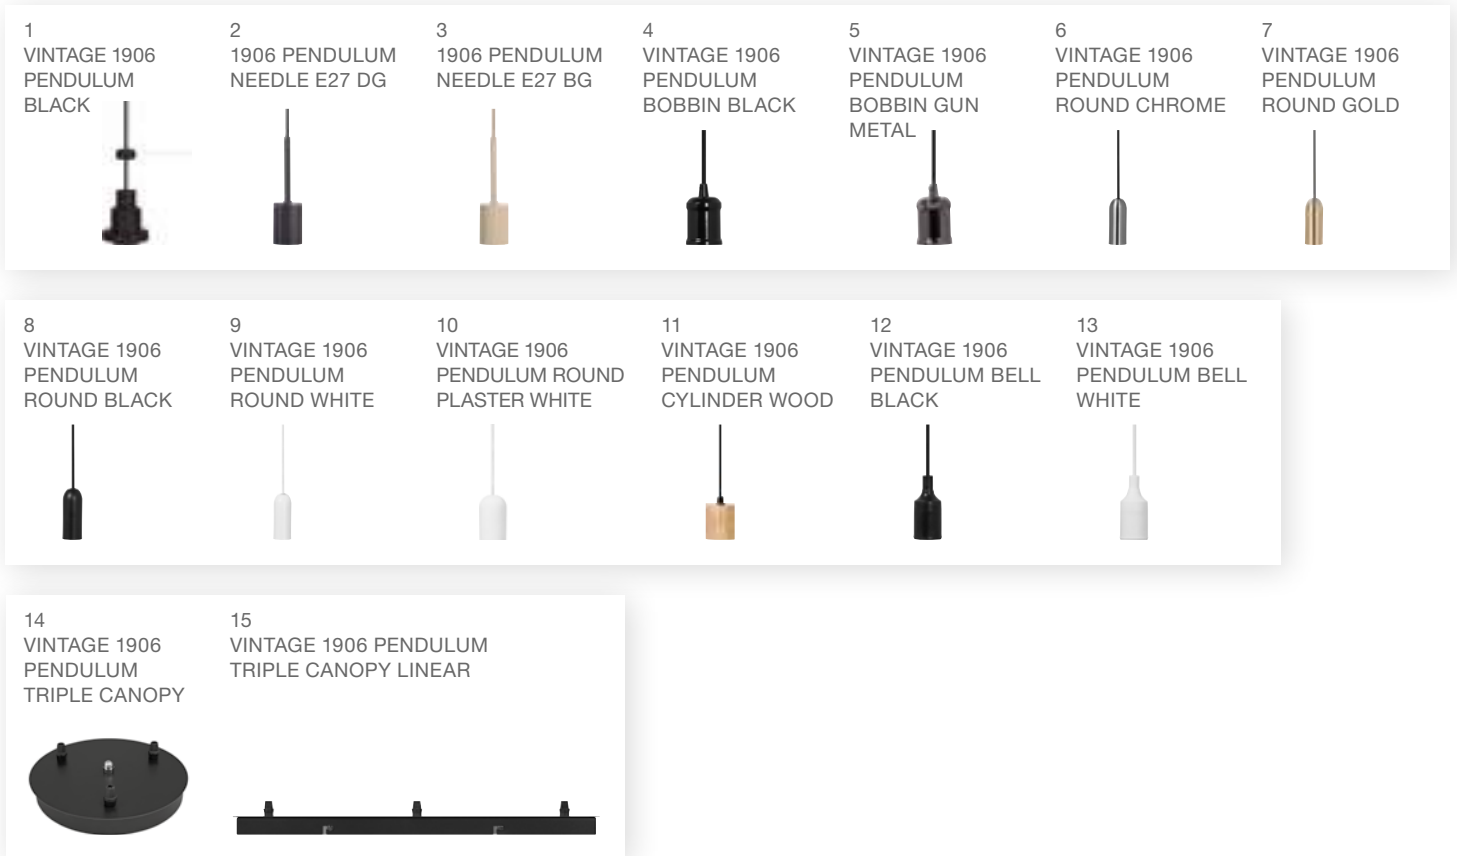 1
VINTAGE 1906
PENDULUM
BLACK
2
1906 PENDULUM
NEEDLE E27 DG
3
1906 PENDULUM
NEEDLE E27 BG
4
VINTAGE 1906
PENDULUM
BOBBIN BLACK
5
VINTAGE 1906
PENDULUM
BOBBIN GUN
METAL
6
VINTAGE 1906
PENDULUM
ROUND CHROME
7
VINTAGE 1906
PENDULUM
ROUND GOLD
8
VINTAGE 1906
PENDULUM
ROUND BLACK
9
VINTAGE 1906
PENDULUM
ROUND WHITE
10
VINTAGE 1906
PENDULUM ROUND
PLASTER WHITE
11
VINTAGE 1906
PENDULUM
CYLINDER WOOD
12
VINTAGE 1906
PENDULUM BELL
BLACK
13
VINTAGE 1906
PENDULUM BELL
WHITE
14
VINTAGE 1906
PENDULUM
TRIPLE CANOPY
15
VINTAGE 1906 PENDULUM
TRIPLE CANOPY LINEAR